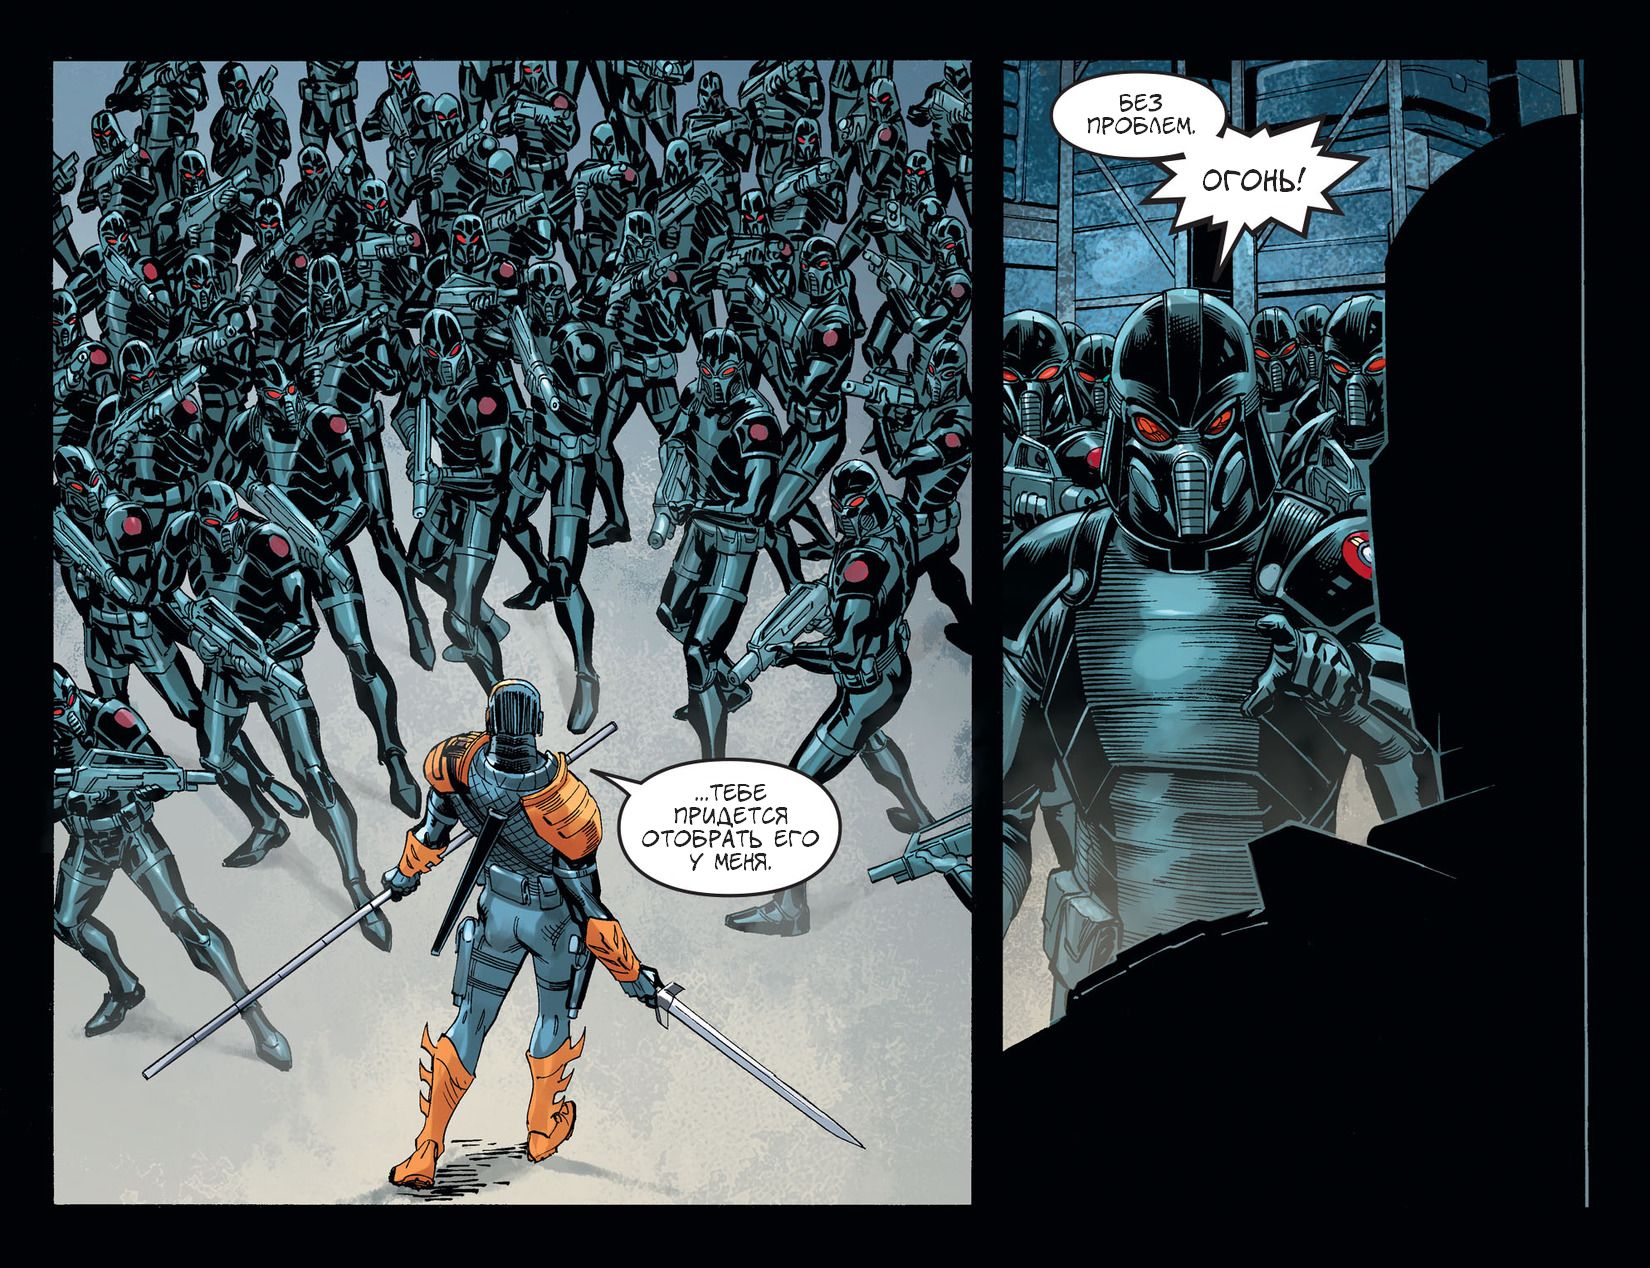 ...ТЕБЕ
ПРИДЕТСЯ
ОТОБРАТЬ ЕГО
У МЕНЯ.
БЕЗ
ПРОБЛЕМ.
ОГОНЬ!